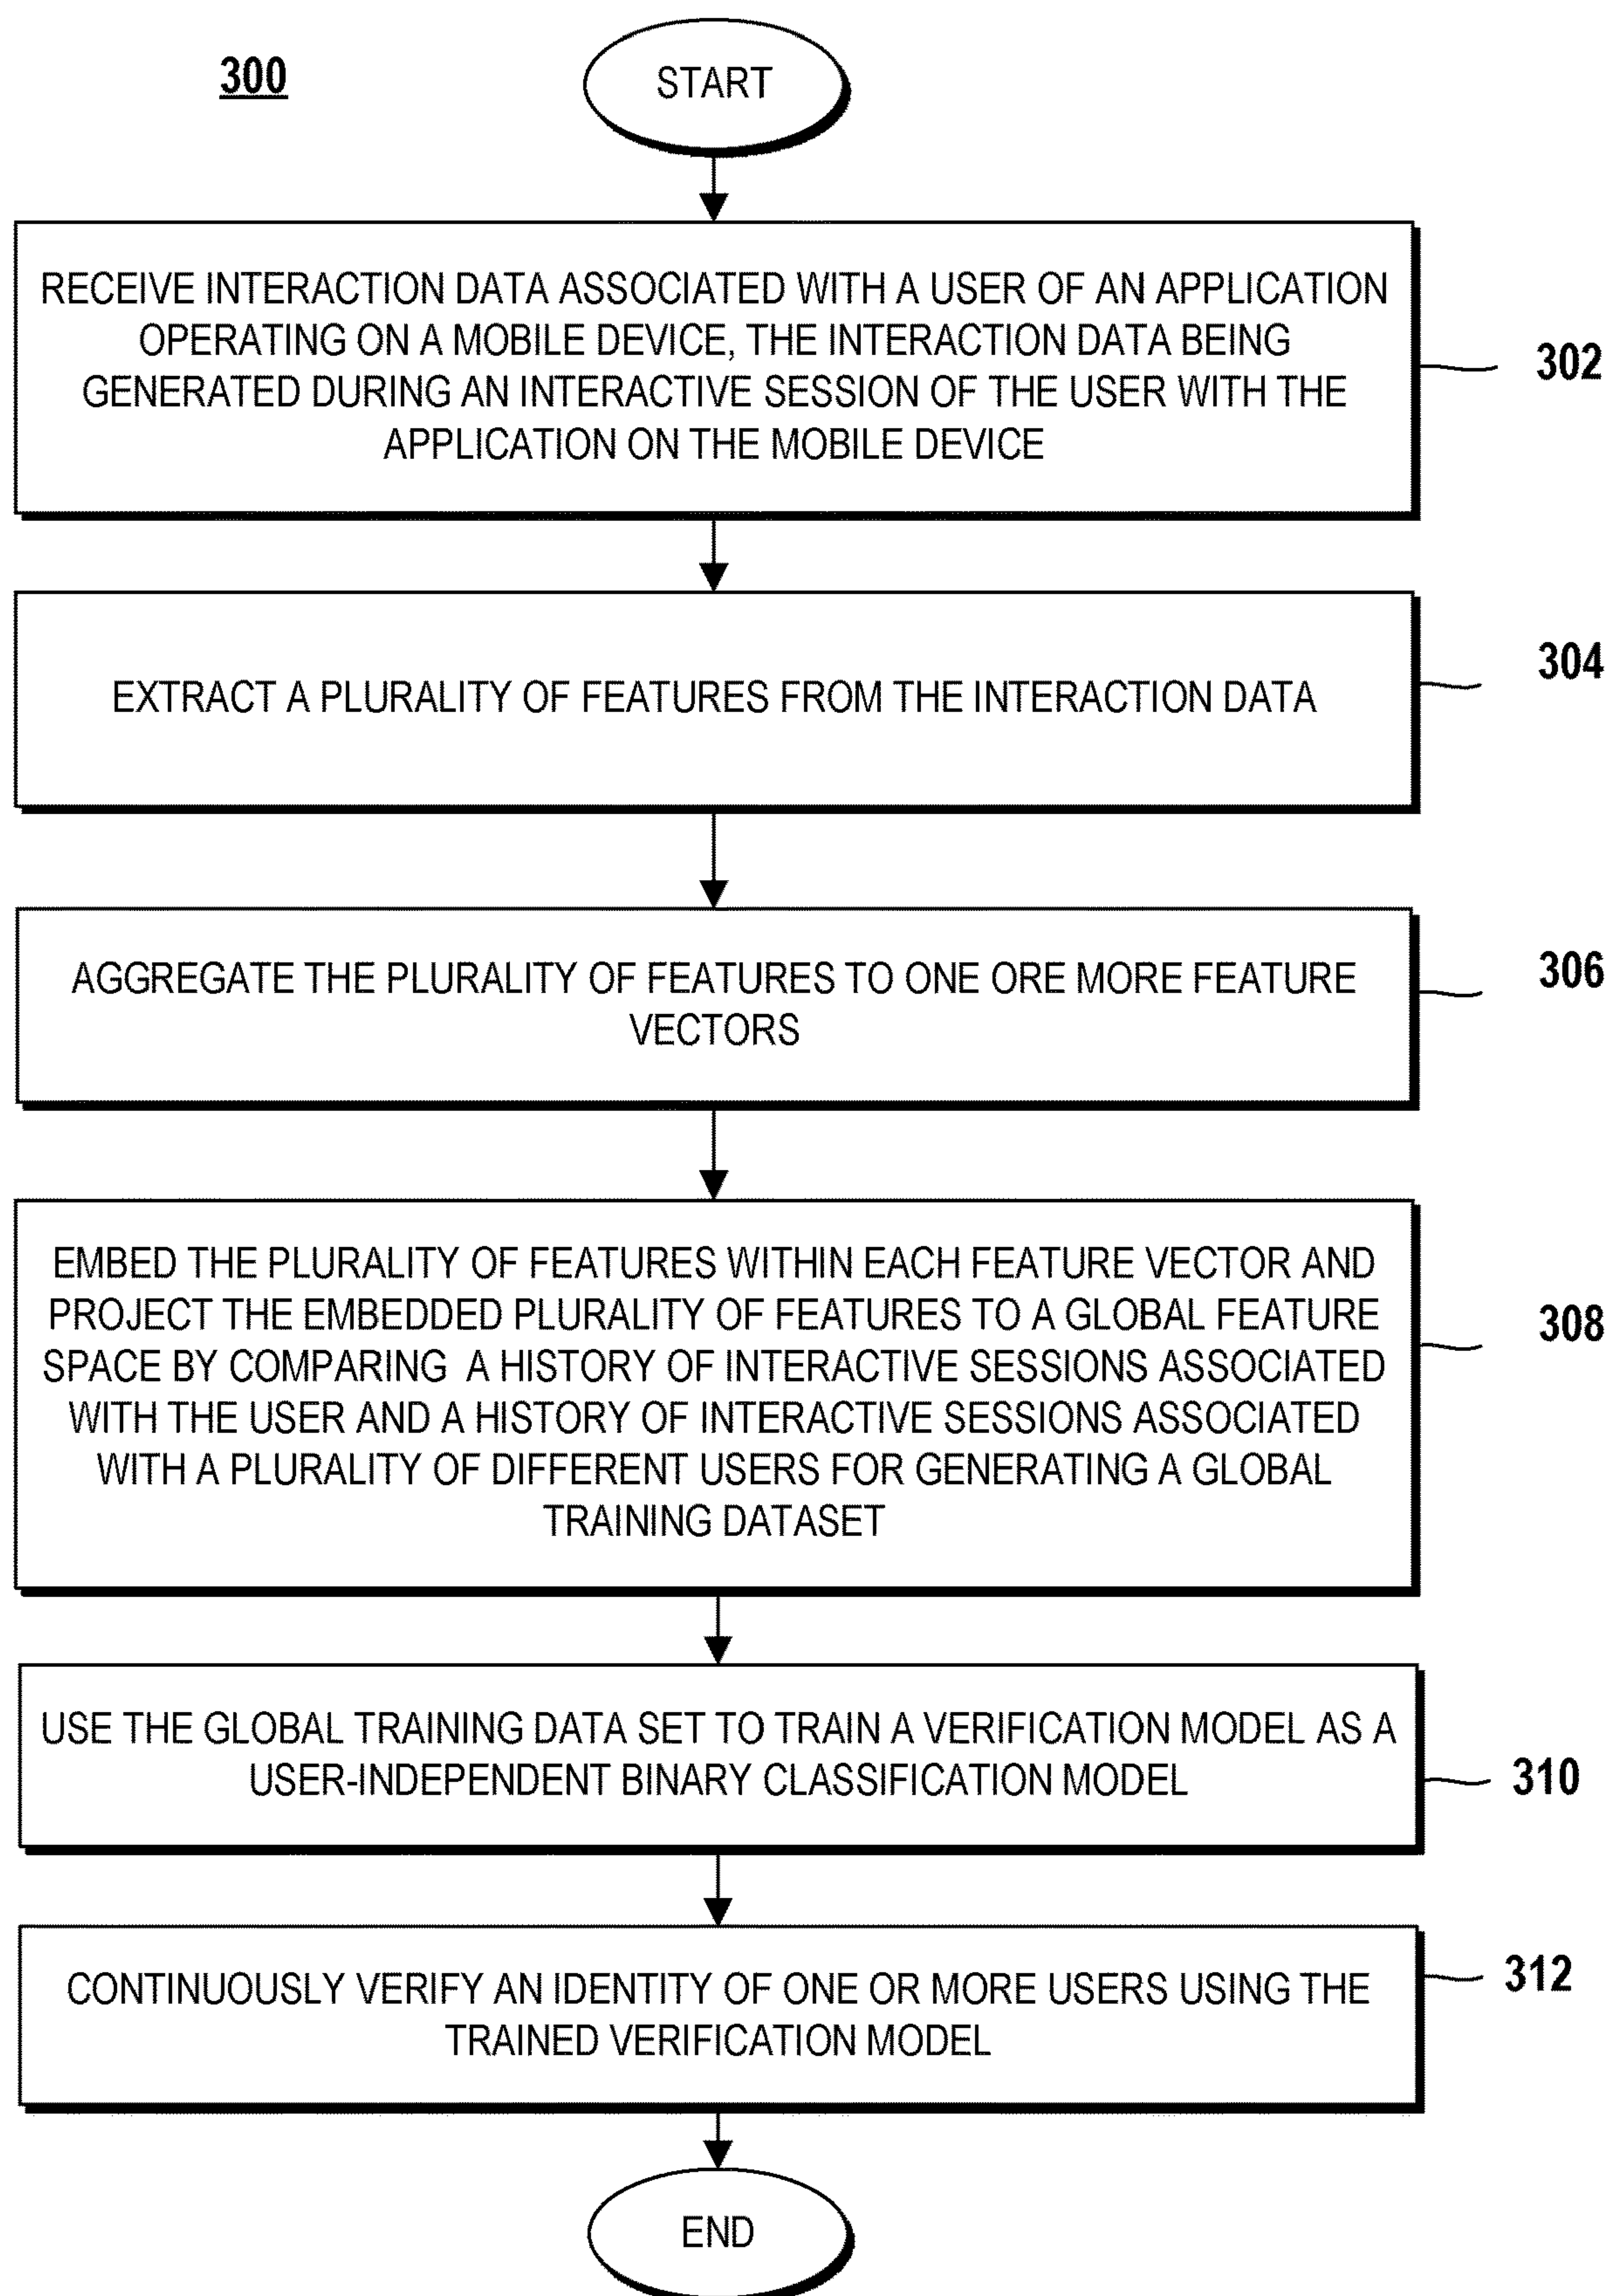 300
START
RECEIVE INTERACTION DATA ASSOCIATED WITH A USER OF AN APPLICATION
OPERATING ON A MOBILE DEVICE, THE INTERACTION DATA BEING
GENERATED DURING AN INTERACTIVE SESSION OF THE USER WITH THE
APPLICATION ON THE MOBILE DEVICE
302
EXTRACT A PLURALITY OF FEATURES FROM THE INTERACTION DATA
304
AGGREGATE THE PLURALITY OF FEATURES TO ONE ORE MORE FEATURE
VECTORS
306
EMBED THE PLURALITY OF FEATURES WITHIN EACH FEATURE VECTOR AND
PROJECT THE EMBEDDED PLURALITY OF FEATURES TO A GLOBAL FEATURE
SPACE BY COMPARING A HISTORY OF INTERACTIVE SESSIONS ASSOCIATED
WITH THE USER AND A HISTORY OF INTERACTIVE SESSIONS ASSOCIATED
WITH A PLURALITY OF DIFFERENT USERS FOR GENERATING A GLOBAL
TRAINING DATASET
308
USE THE GLOBAL TRAINING DATA SET TO TRAIN A VERIFICATION MODEL AS A
USER-INDEPENDENT BINARY CLASSIFICATION MODEL
310
CONTINUOUSLY VERIFY AN IDENTITY OF ONE OR MORE USERS USING THE
TRAINED VERIFICATION MODEL
312
END